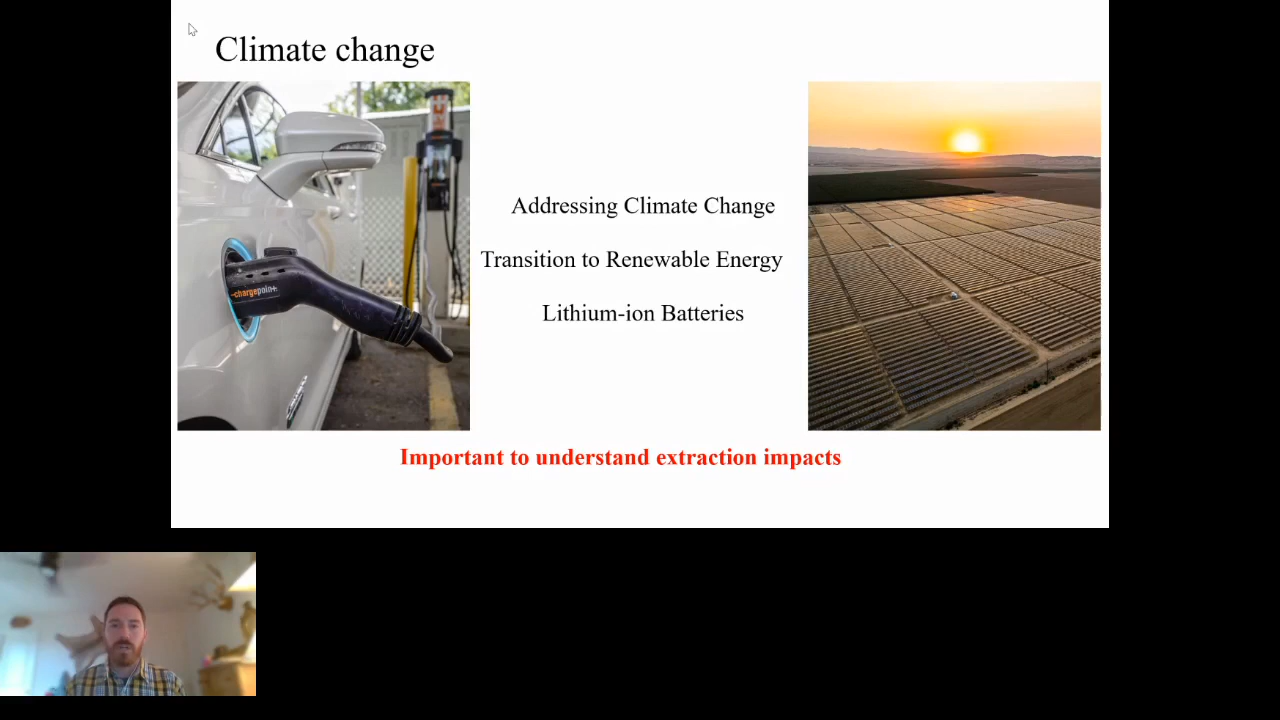 Climate change
-chargepoin+
Addressing Climate Change
Transition to Renewable Energy
Lithium-ion Batteries
Important to understand extraction impacts